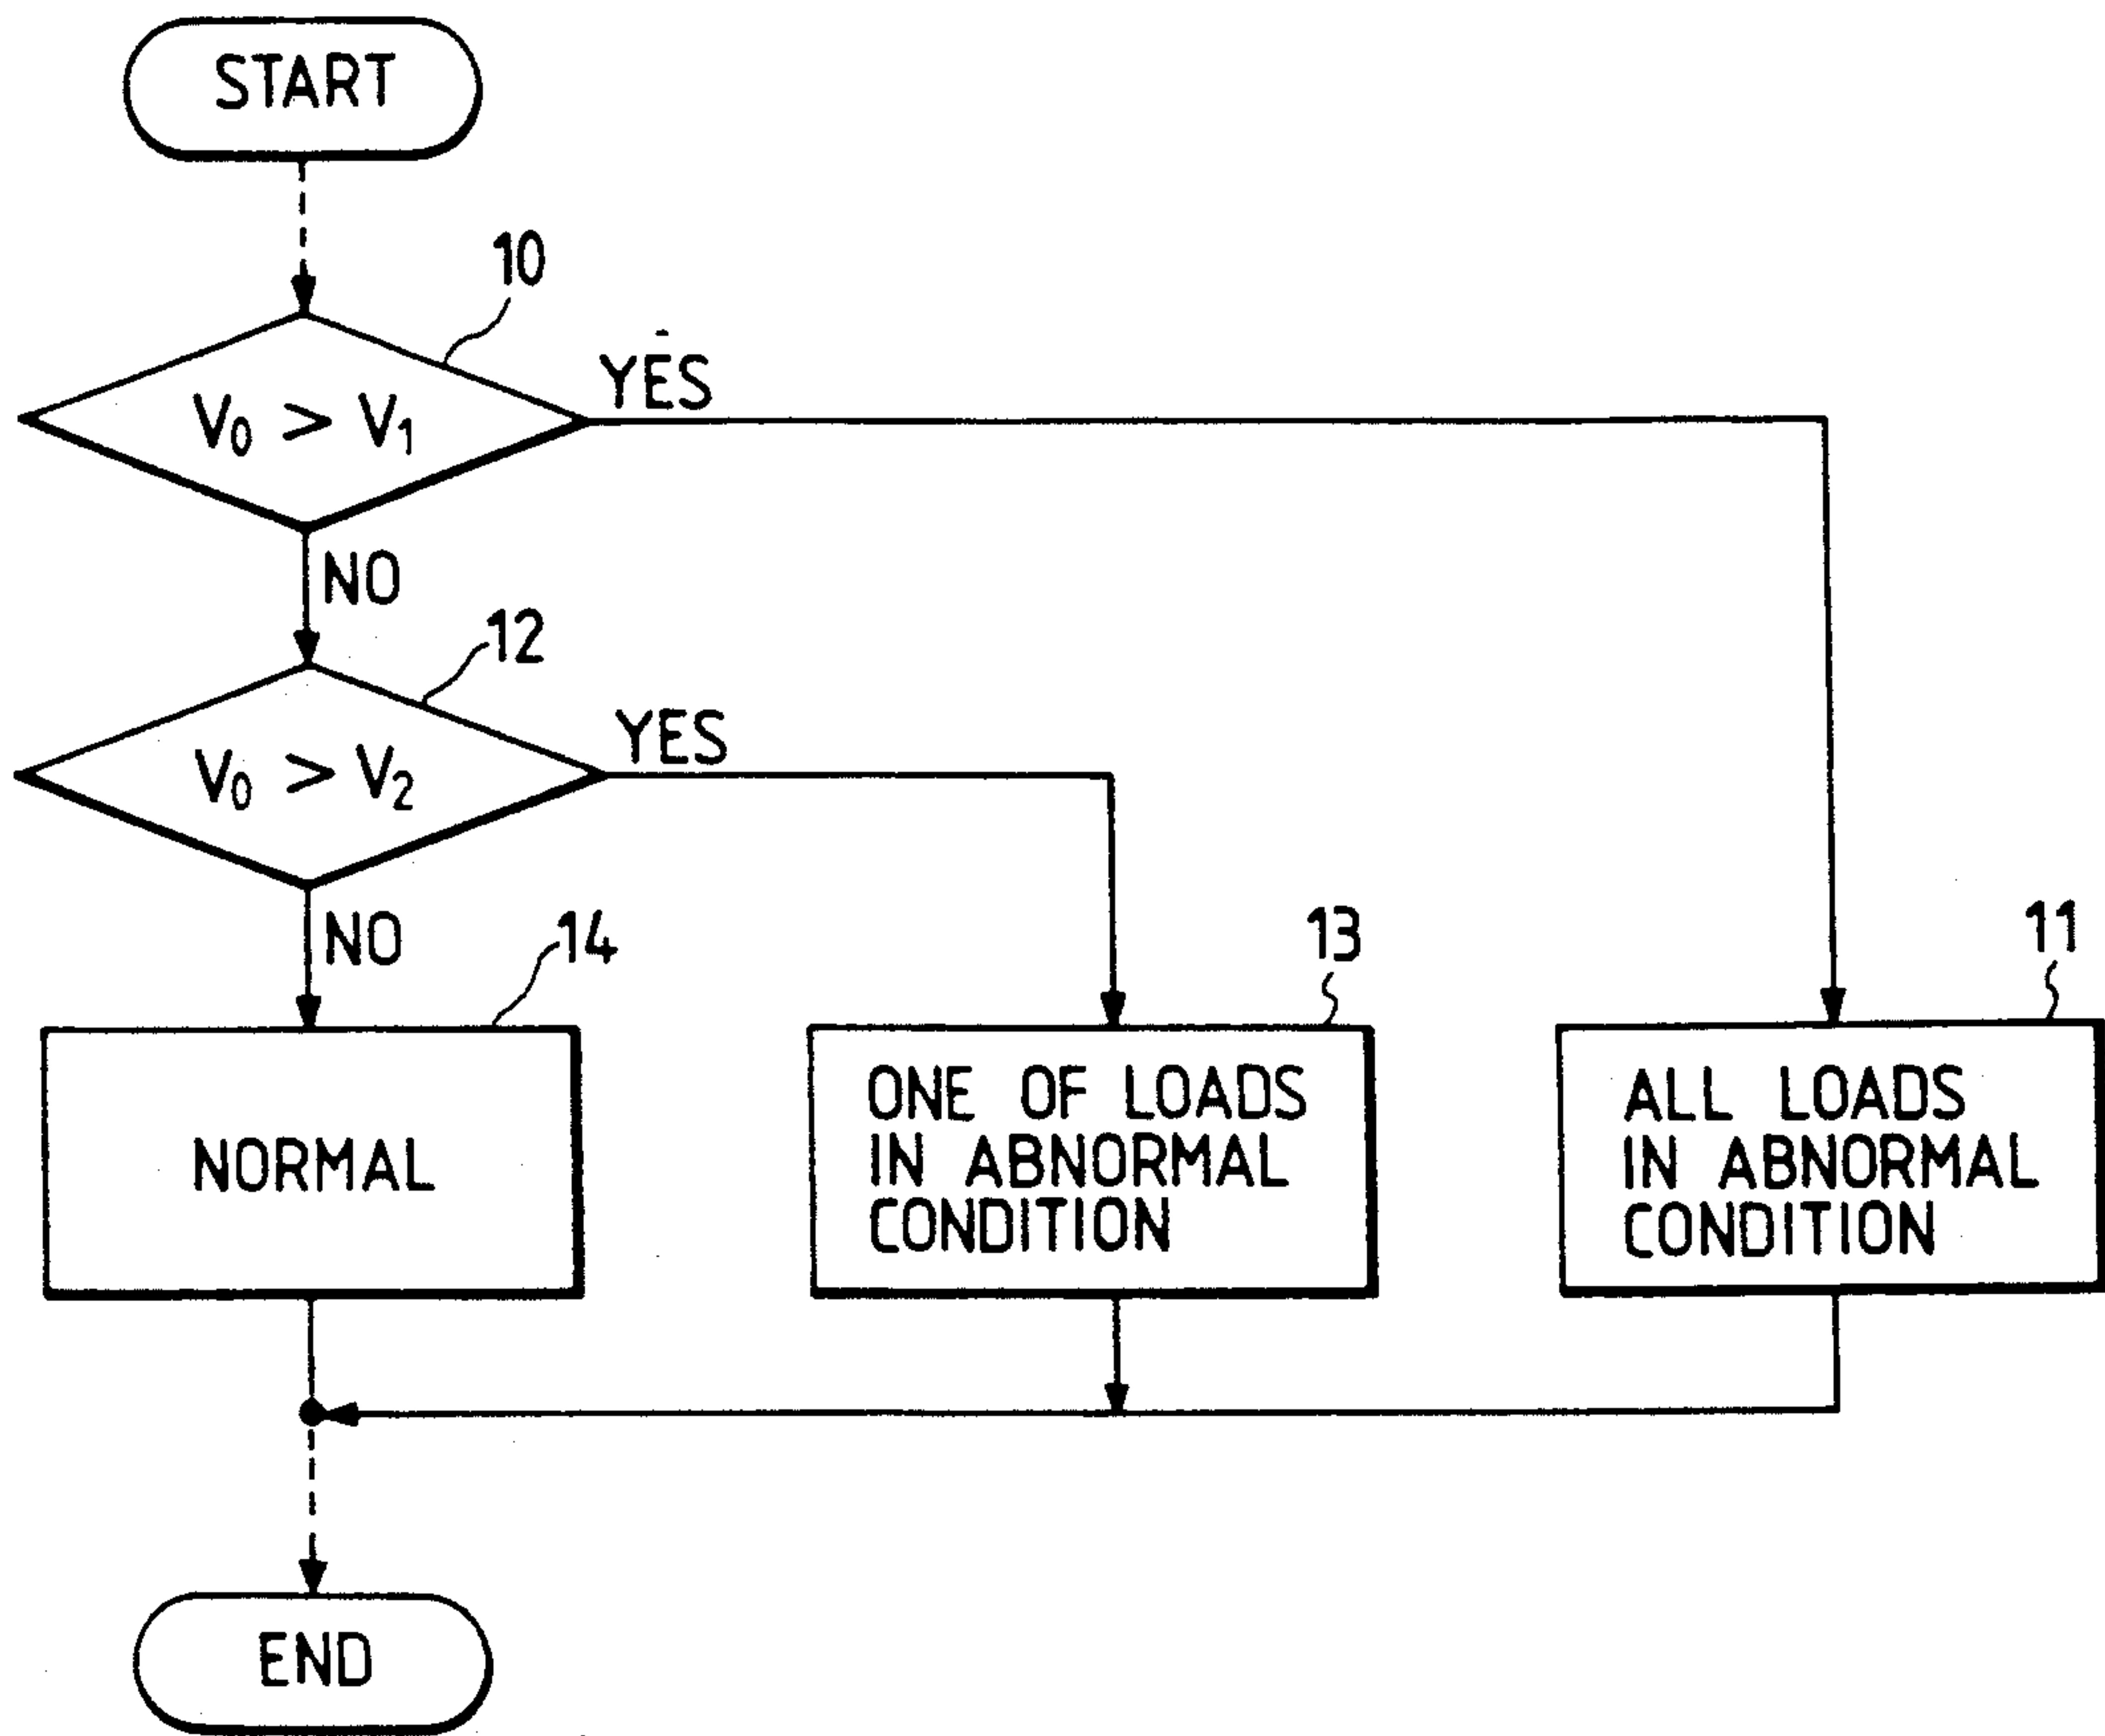 START
10
V₀ > V₁
YES
NO
12
V₀ > V₂
YES
NO
14
13
11
NORMAL
ONE OF LOADS
IN ABNORMAL
CONDITION
ALL LOADS
IN ABNORMAL
CONDITION
END